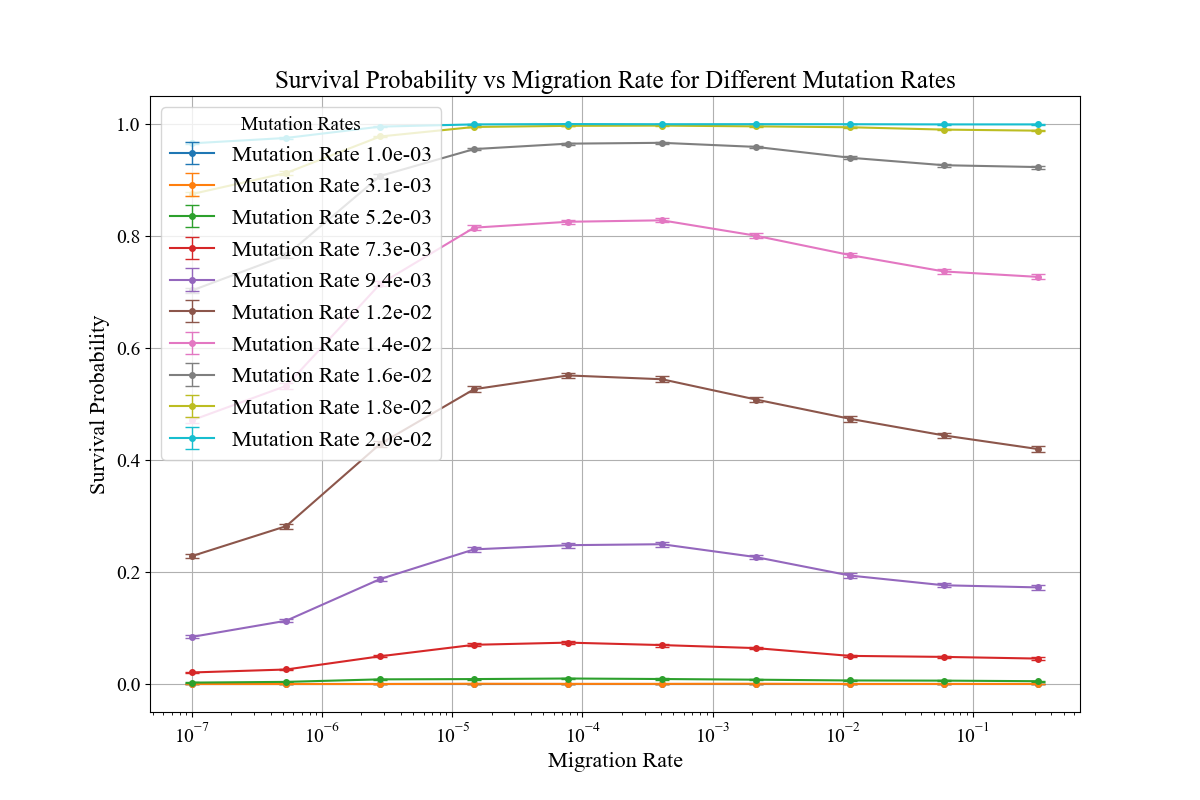 Survival Probability vs Migration Rate for Different Mutation Rates
Survival Probability
1.0
0.8
0.6
0.4
0.2
0.0
Mutation Rates
Mutation Rate 1.0e-03
Mutation Rate 3.1e-03
Mutation Rate 5.2e-03
Mutation Rate 7.3e-03
Mutation Rate 9.4e-03
Mutation Rate 1.2e-02
Mutation Rate 1.4e-02
Mutation Rate 1.6e-02
Mutation Rate 1.8e-02
Mutation Rate 2.0e-02
10⁻⁷ 10⁻⁶ 10⁻⁵ 10⁻⁴ 10⁻³ 10⁻² 10⁻¹
Migration Rate